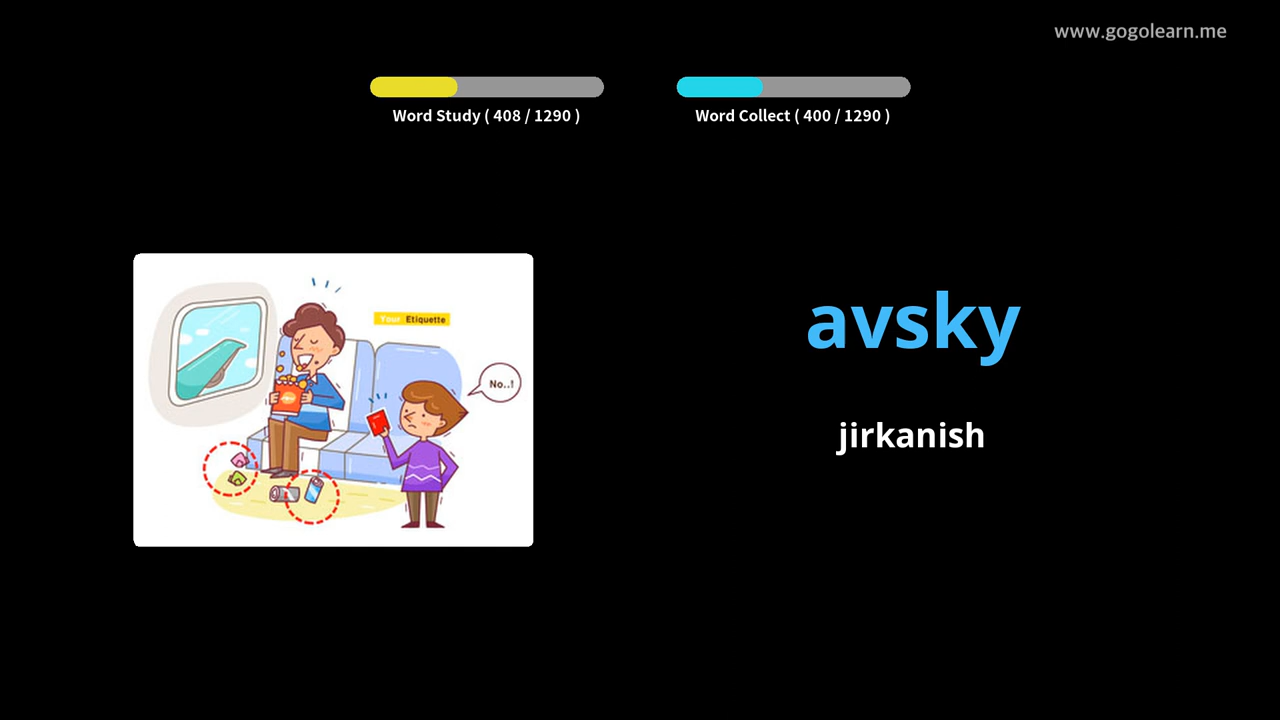 www.gogolearn.me
Word Study ( 408 / 1290 )
Word Collect ( 400 / 1290 )
Your Etiquette
No..!
avsky
jirkanish